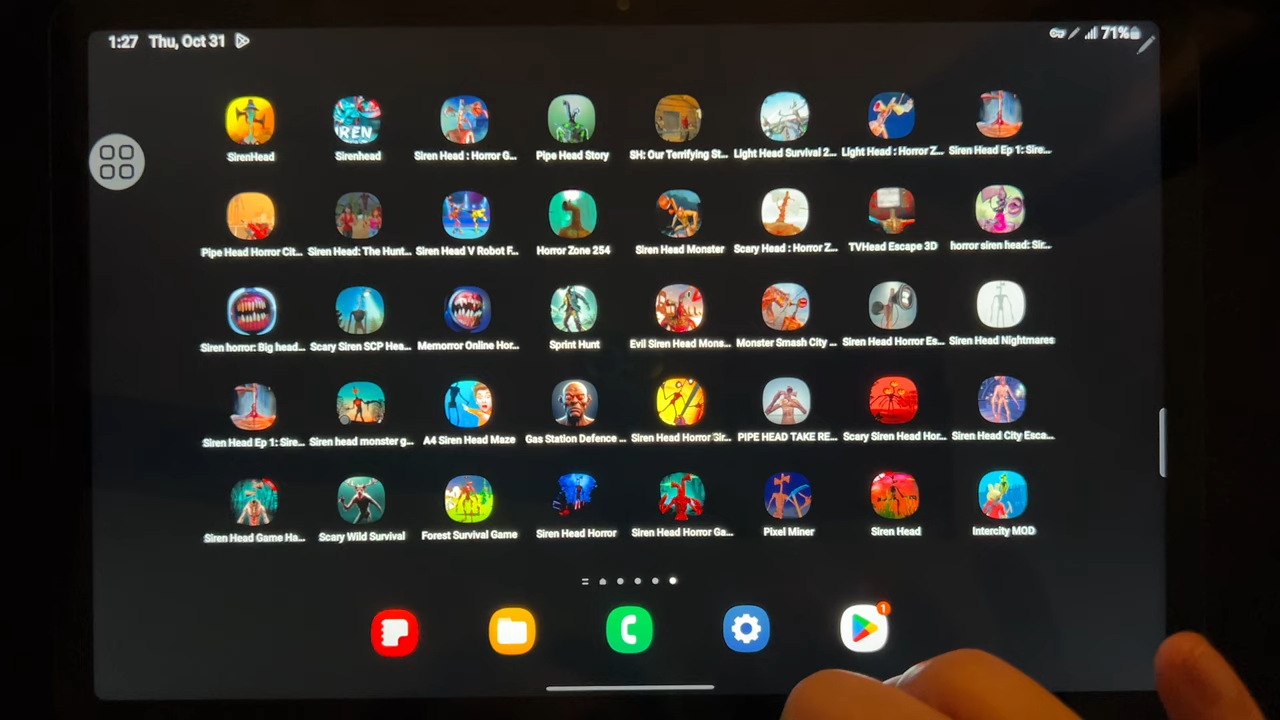 1:27 Thu, Oct 31 71%
SirenHead Sirenhead Siren Head : Horror G... Pipe Head Story SH: Our Terrifying St... Light Head Survival 2... Light Head : Horror Z... Siren Head Ep 1: Sire...
Pipe Head Horror Cit... Siren Head: The Hunt... Siren Head V Robot F... Horror Zone 254 Siren Head Monster Scary Head : Horror Z... TVHead Escape 3D horror siren head: Sir...
Siren horror: Big head... Scary Siren SCP Hea... Memorror Online Hor... Sprint Hunt Evil Siren Head Mons... Monster Smash City ... Siren Head Horror Es... Siren Head Nightmares
Siren Head Ep 1: Sire... Siren head monster g... A4 Siren Head Maze Gas Station Defence ... Siren Head Horror Sir... PIPE HEAD TAKE RE... Scary Siren Head Hor... Siren Head City Esca...
Siren Head Game Ha... Scary Wild Survival Forest Survival Game Siren Head Horror Siren Head Horror Ga... Pixel Miner Siren Head Intercity MOD
1